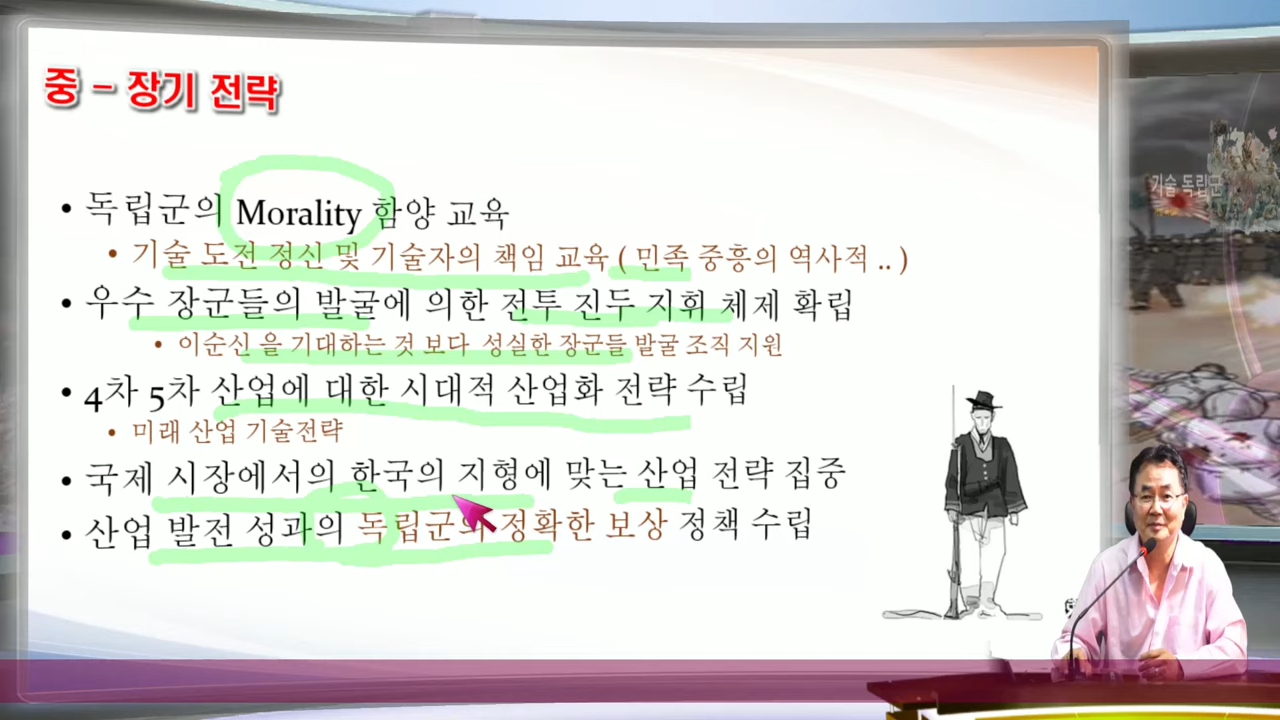 중 - 장기 전략
• 독립군의 Morality 함양 교육
• 기술 도전 정신 및 기술자의 책임 교육 ( 민족 중흥의 역사적 .. )
• 우수 장군들의 발굴에 의한 전투 진두 지휘 체제 확립
• 이순신 을 기대하는 것 보다 성실한 장군들 발굴 조직 지원
• 4차 5차 산업에 대한 시대적 산업화 전략 수립
• 미래 산업 기술전략
• 국제 시장에서의 한국의 지형에 맞는 산업 전략 집중
• 산업 발전 성과의 독립군의 정확한 보상 정책 수립
기술 독립군